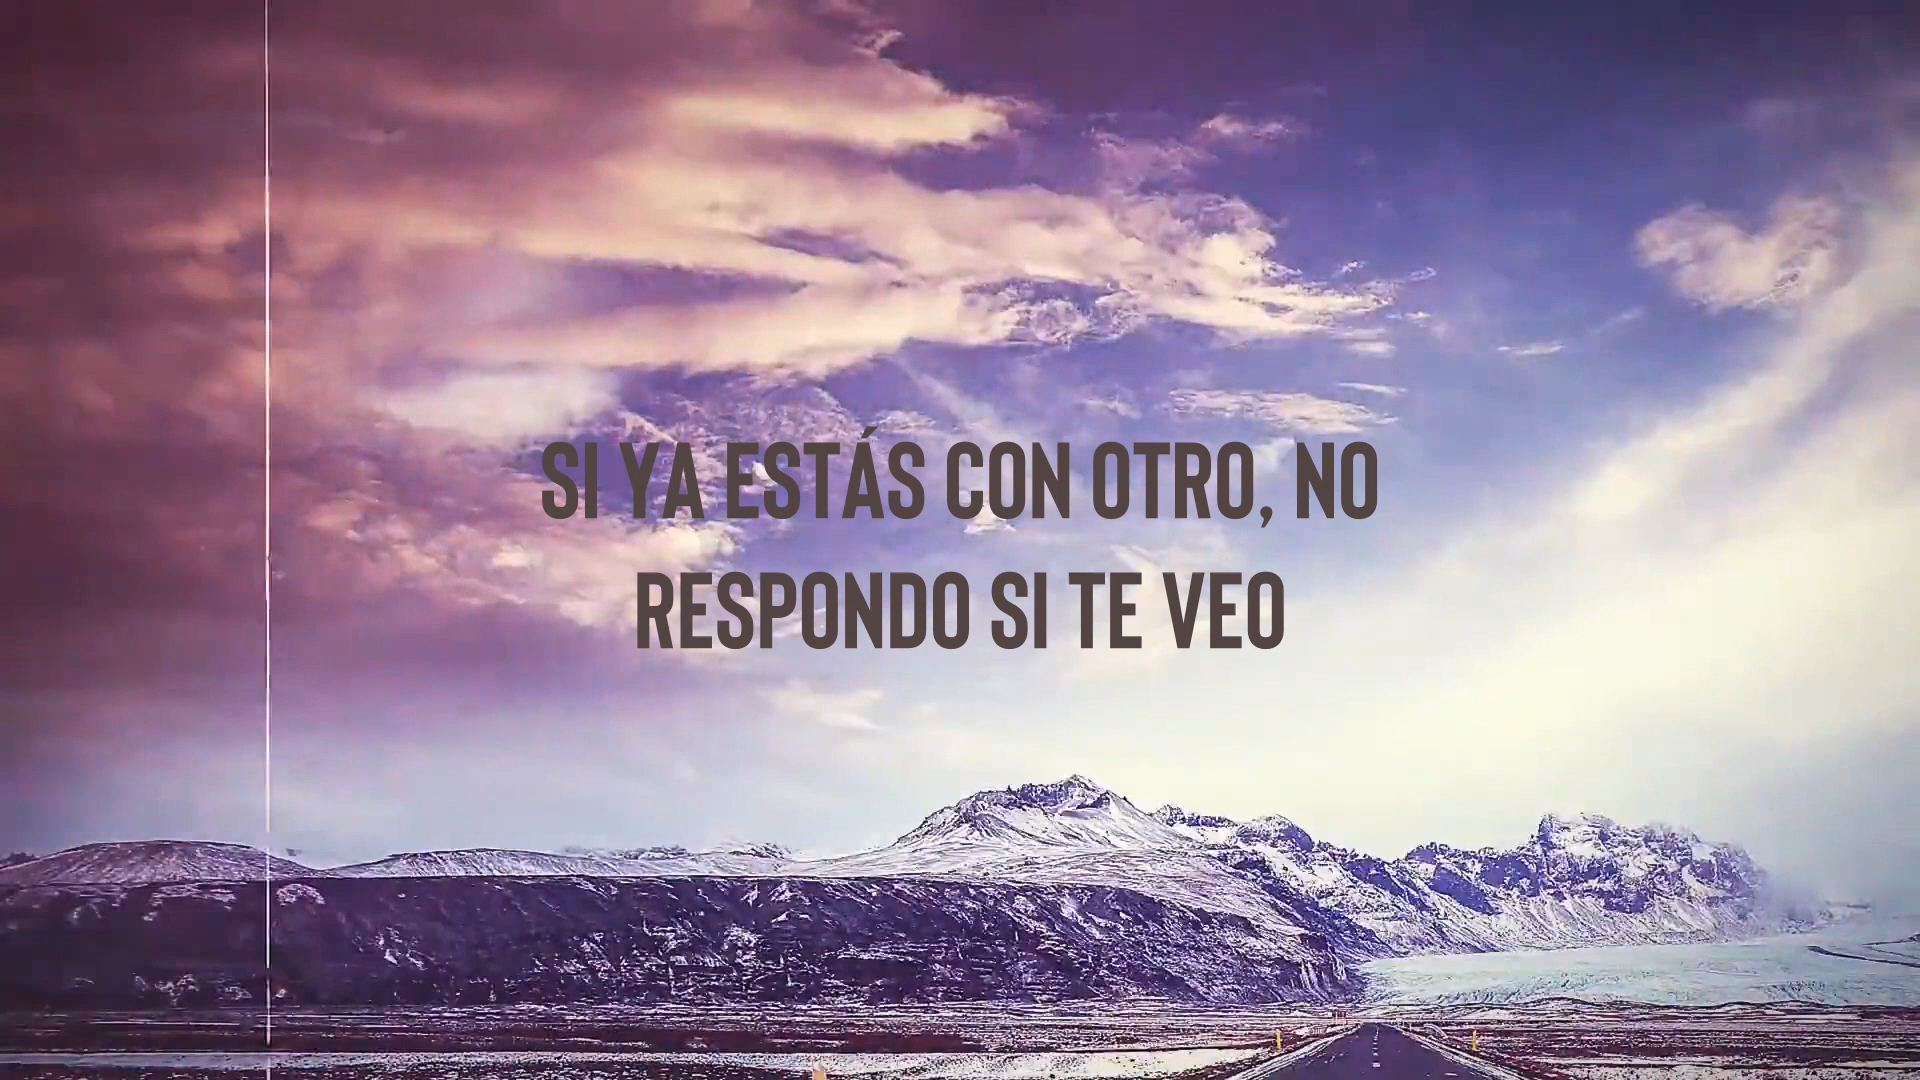 SI YA ESTÁS CON OTRO, NO
RESPONDO SI TE VEO